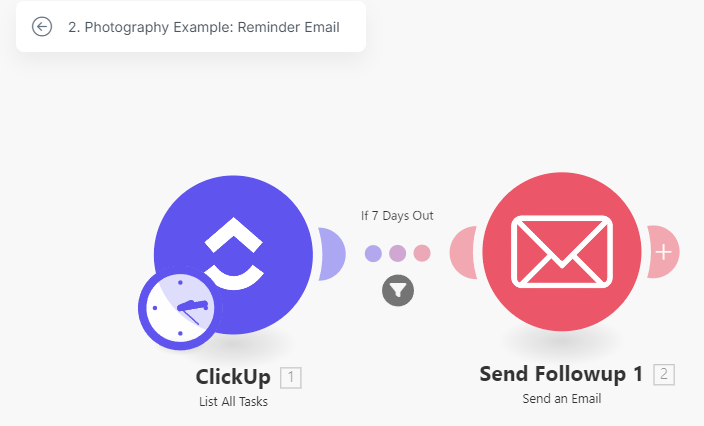 2. Photography Example: Reminder Email
If 7 Days Out
ClickUp 1
List All Tasks
Send Followup 1 2
Send an Email